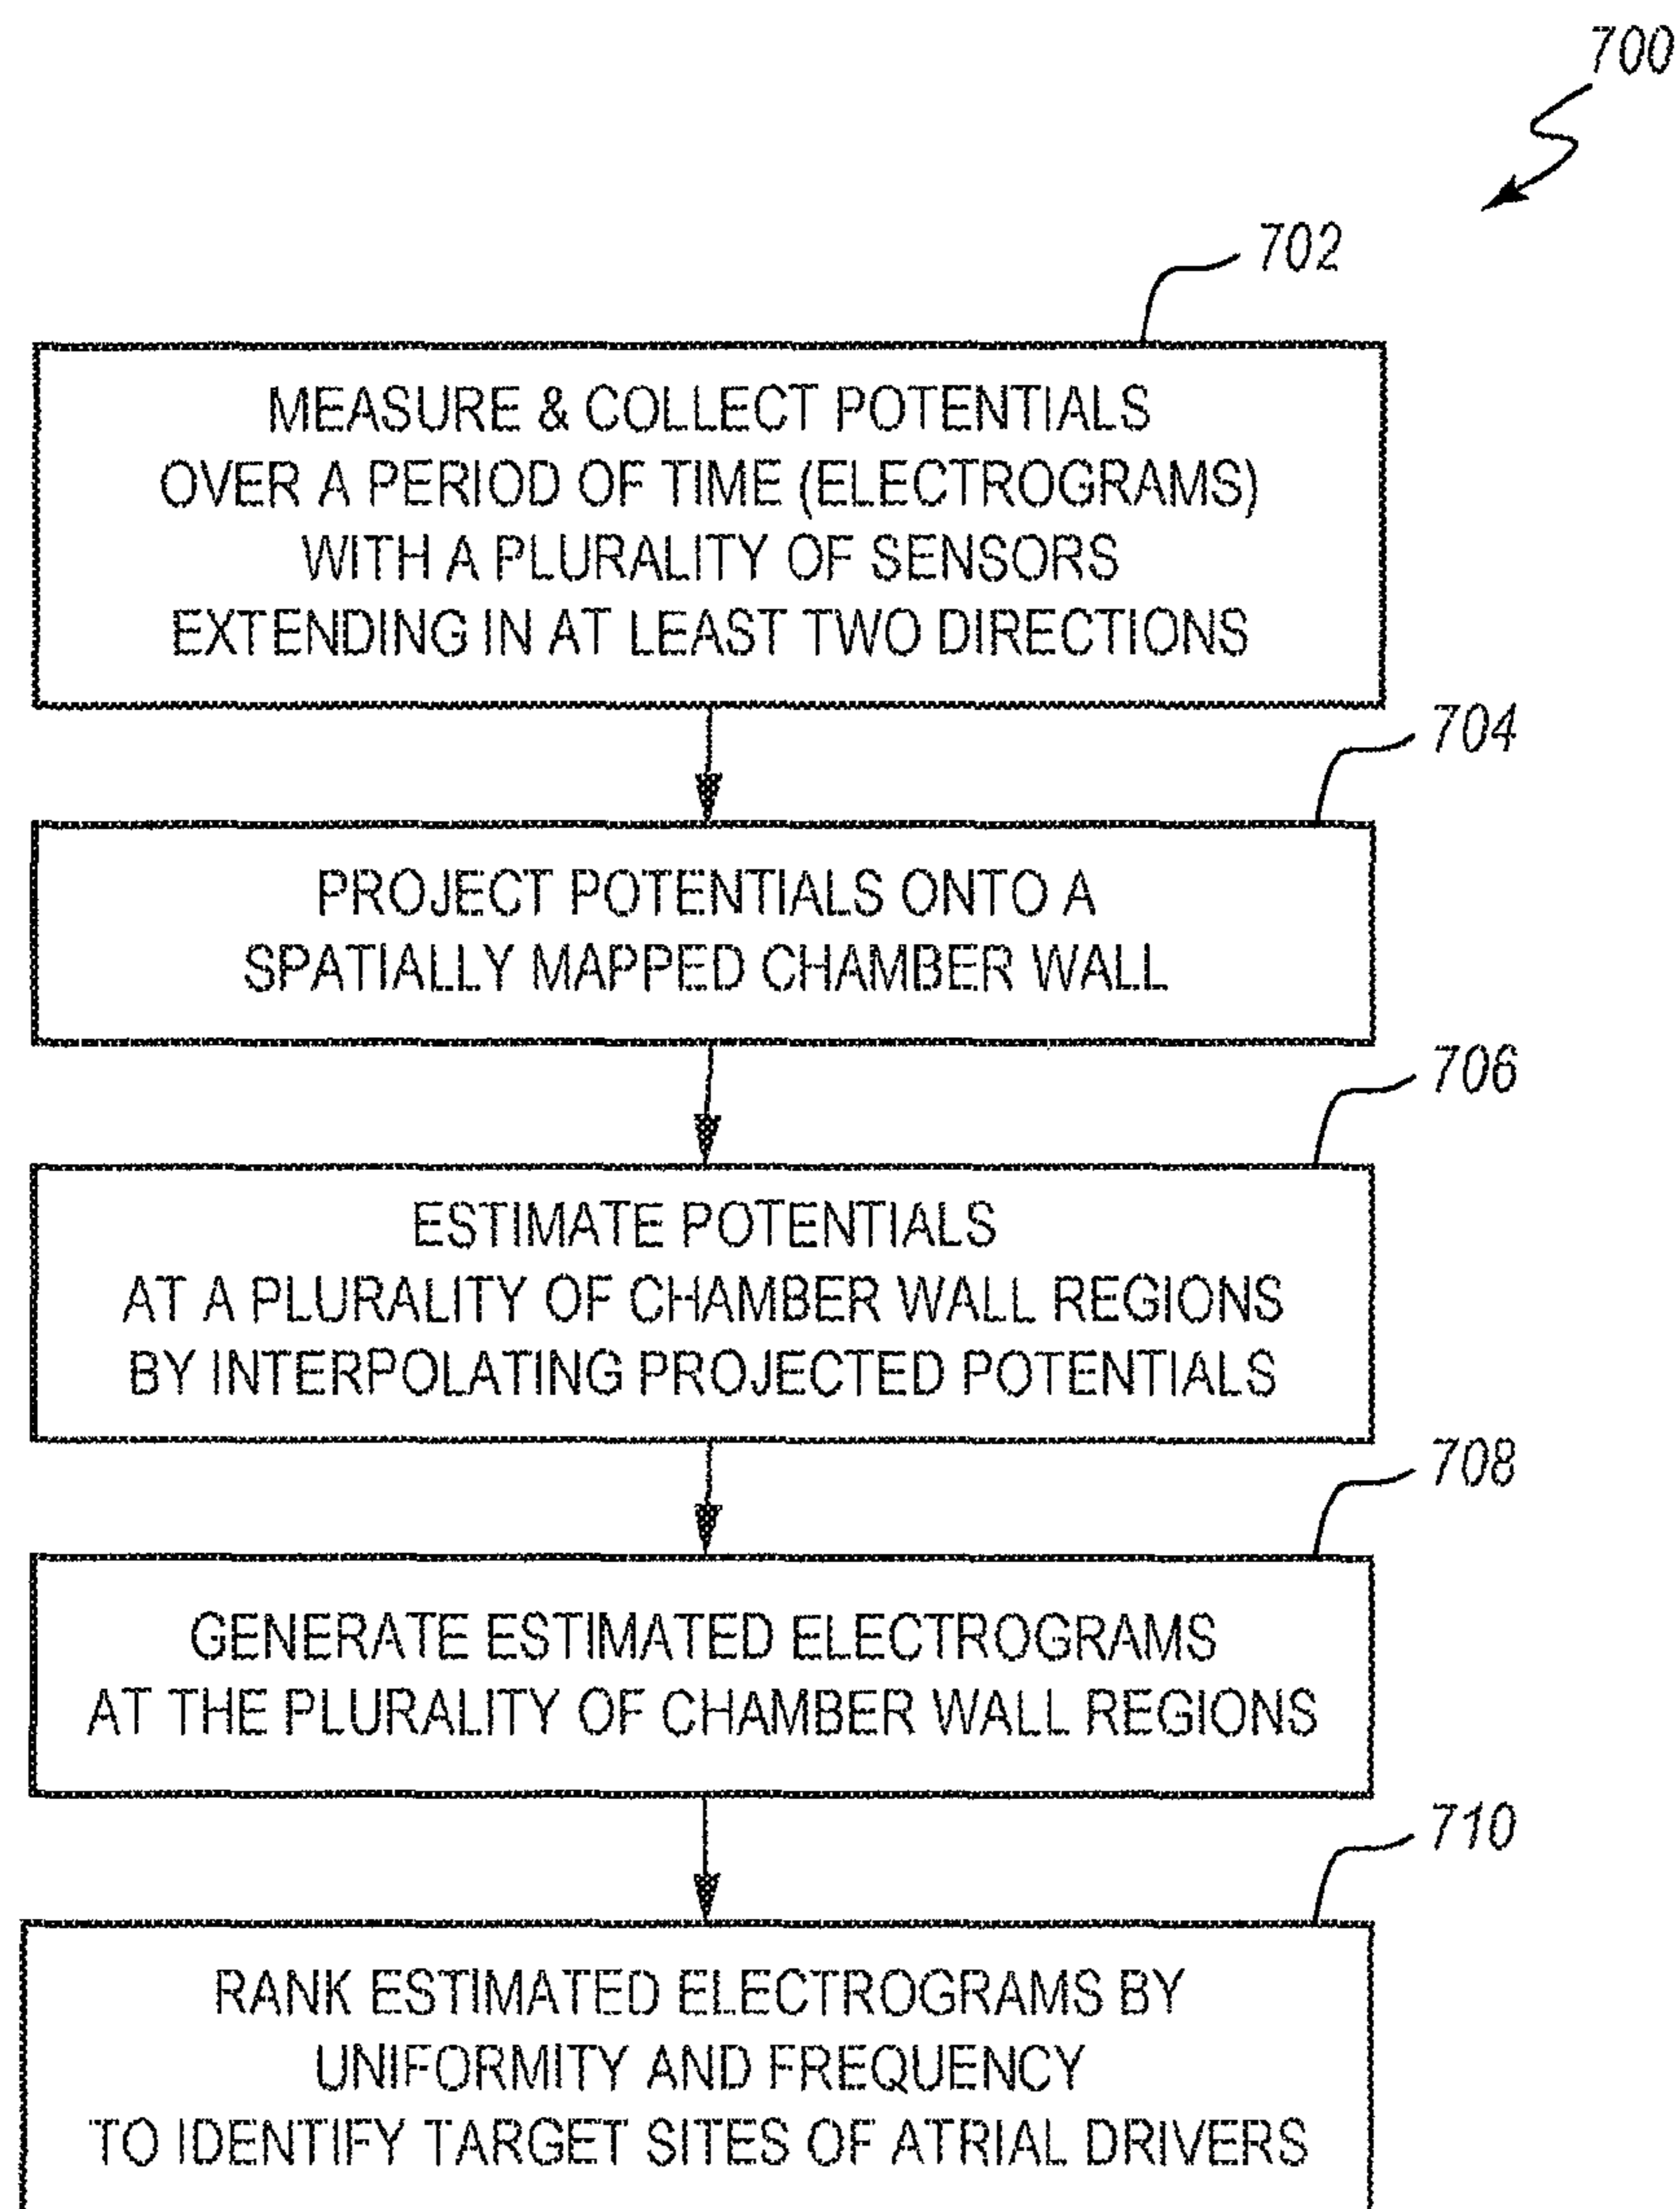 700
702
MEASURE & COLLECT POTENTIALS
OVER A PERIOD OF TIME (ELECTROGRAMS)
WITH A PLURALITY OF SENSORS
EXTENDING IN AT LEAST TWO DIRECTIONS
704
PROJECT POTENTIALS ONTO A
SPATIALLY MAPPED CHAMBER WALL
706
ESTIMATE POTENTIALS
AT A PLURALITY OF CHAMBER WALL REGIONS
BY INTERPOLATING PROJECTED POTENTIALS
708
GENERATE ESTIMATED ELECTROGRAMS
AT THE PLURALITY OF CHAMBER WALL REGIONS
710
RANK ESTIMATED ELECTROGRAMS BY
UNIFORMITY AND FREQUENCY
TO IDENTIFY TARGET SITES OF ATRIAL DRIVERS